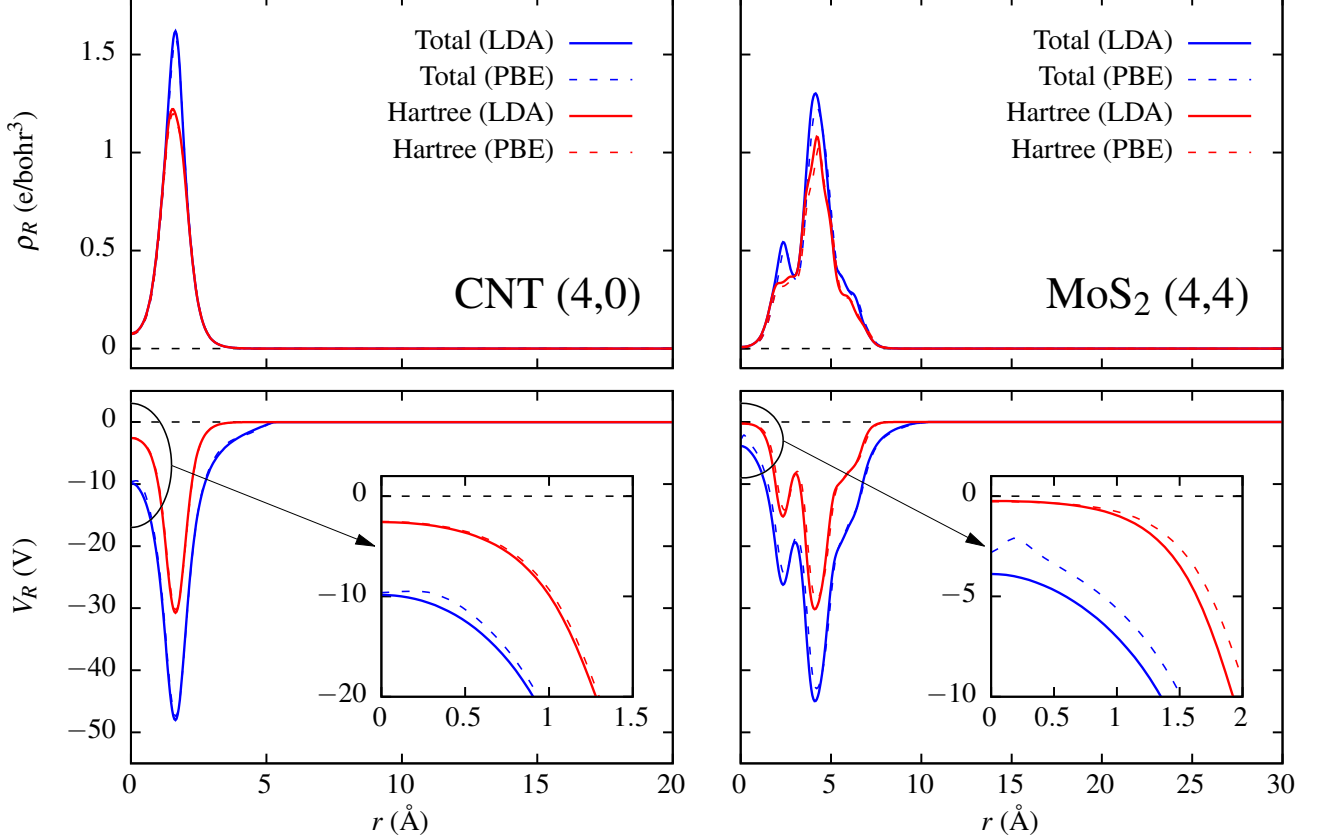 1.5
1
0.5
0
ρR (e/bohr³)
Total (LDA)
Total (PBE)
Hartree (LDA)
Hartree (PBE)
CNT (4,0)
Total (LDA)
Total (PBE)
Hartree (LDA)
Hartree (PBE)
MoS₂ (4,4)
0
−10
−20
−30
−40
−50
VR (V)
0
−10
−20
0 0.5 1 1.5
0 5 10 15 20
r (Å)
0
−5
−10
0 0.5 1 1.5 2
0 5 10 15 20 25 30
r (Å)